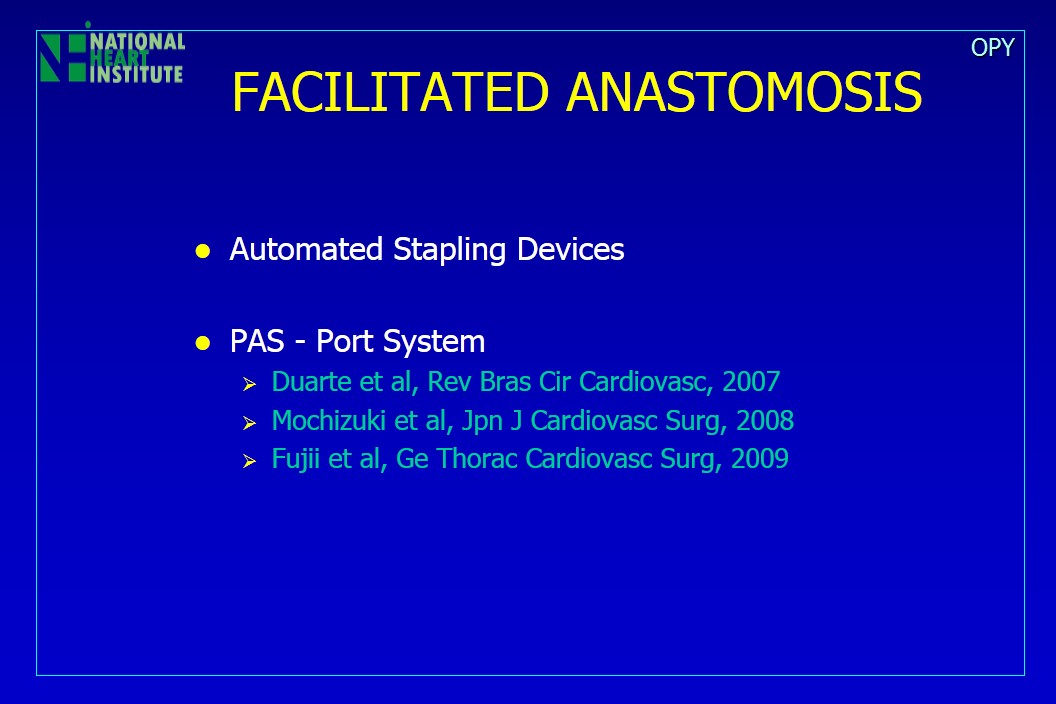 NATIONAL
HEART
INSTITUTE
OPY
FACILITATED ANASTOMOSIS
Automated Stapling Devices
PAS - Port System
Duarte et al, Rev Bras Cir Cardiovasc, 2007
Mochizuki et al, Jpn J Cardiovasc Surg, 2008
Fujii et al, Ge Thorac Cardiovasc Surg, 2009